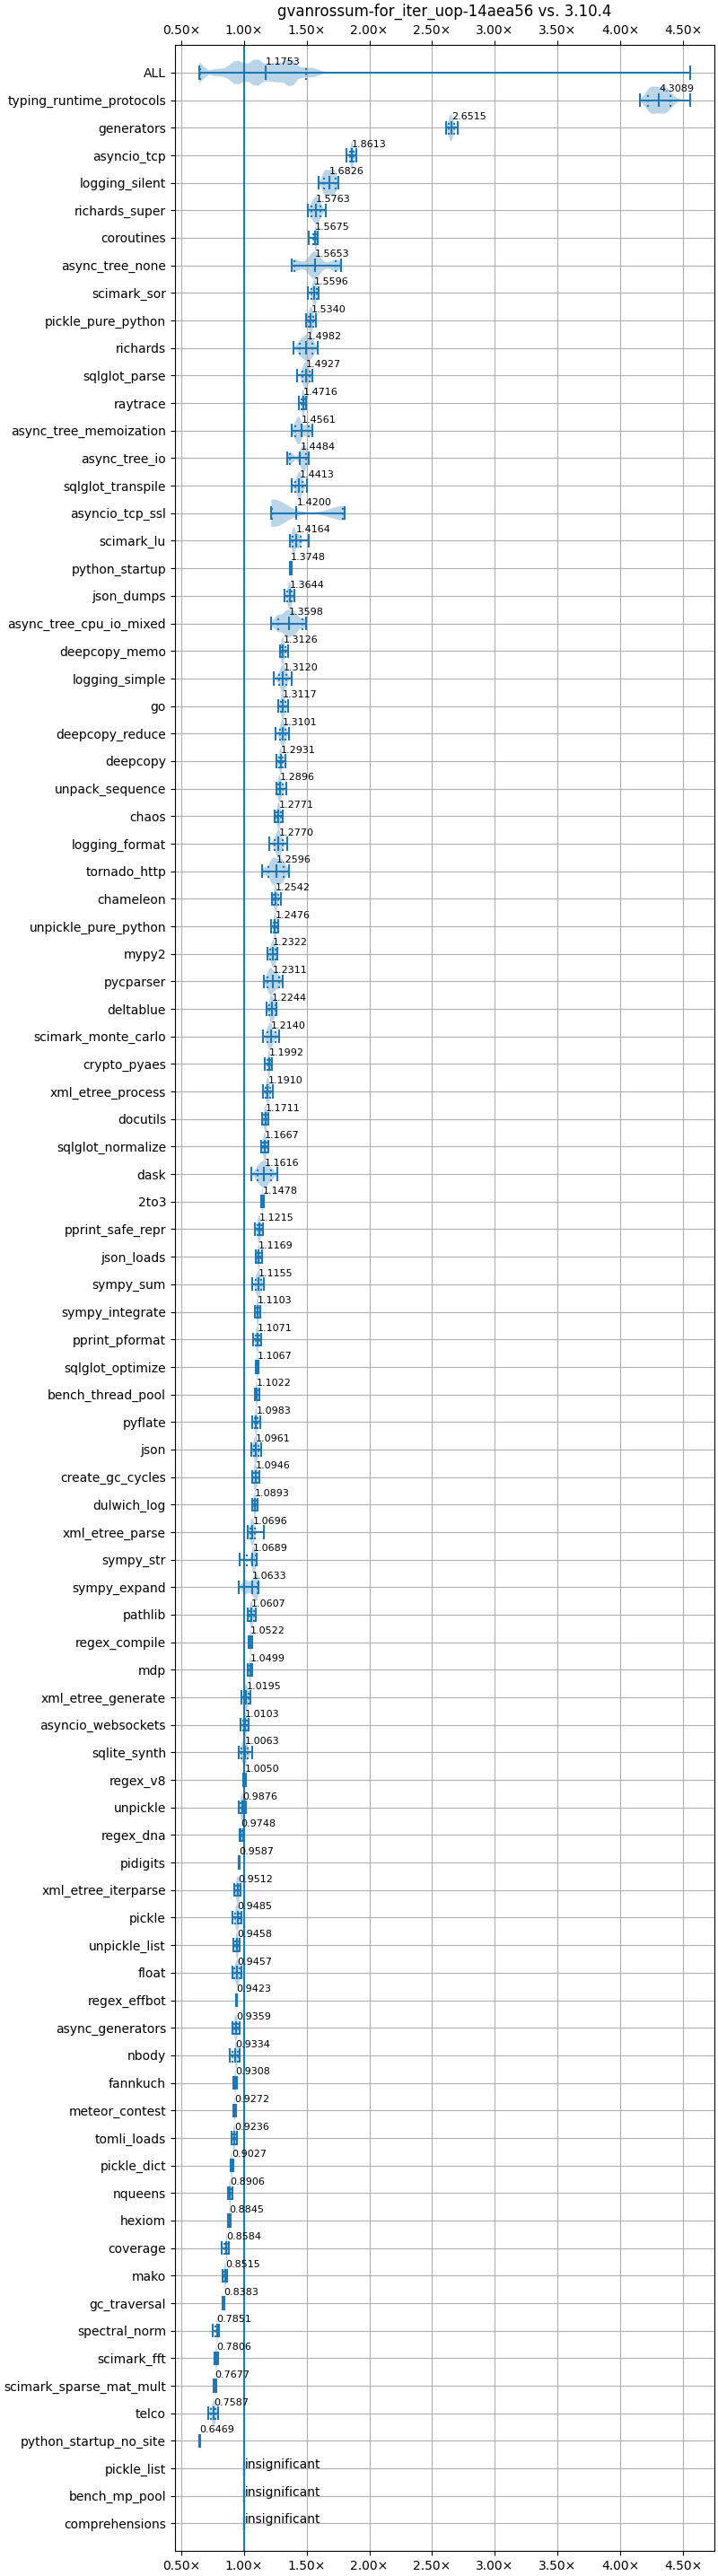 gvanrossum-for_iter_uop-14aea56 vs. 3.10.4
0.50× 1.00× 1.50× 2.00× 2.50× 3.00× 3.50× 4.00× 4.50×
ALL 1.1753
typing_runtime_protocols 4.3089
generators 2.6515
asyncio_tcp 1.8613
logging_silent 1.6826
richards_super 1.5763
coroutines 1.5675
async_tree_none 1.5653
scimark_sor 1.5596
pickle_pure_python 1.5340
richards 1.4982
sqlglot_parse 1.4927
raytrace 1.4716
async_tree_memoization 1.4561
async_tree_io 1.4484
sqlglot_transpile 1.4413
asyncio_tcp_ssl 1.4200
scimark_lu 1.4164
python_startup 1.3748
json_dumps 1.3644
async_tree_cpu_io_mixed 1.3598
deepcopy_memo 1.3126
logging_simple 1.3120
go 1.3117
deepcopy_reduce 1.3101
deepcopy 1.2931
unpack_sequence 1.2896
chaos 1.2771
logging_format 1.2770
tornado_http 1.2596
chameleon 1.2542
unpickle_pure_python 1.2476
mypy2 1.2322
pycparser 1.2311
deltablue 1.2244
scimark_monte_carlo 1.2140
crypto_pyaes 1.1992
xml_etree_process 1.1910
docutils 1.1711
sqlglot_normalize 1.1667
dask 1.1616
2to3 1.1478
pprint_safe_repr 1.1215
json_loads 1.1169
sympy_sum 1.1155
sympy_integrate 1.1103
pprint_pformat 1.1071
sqlglot_optimize 1.1067
bench_thread_pool 1.1022
pyflate 1.0983
json 1.0961
create_gc_cycles 1.0946
dulwich_log 1.0893
xml_etree_parse 1.0696
sympy_str 1.0689
sympy_expand 1.0633
pathlib 1.0607
regex_compile 1.0522
mdp 1.0499
xml_etree_generate 1.0195
asyncio_websockets 1.0103
sqlite_synth 1.0063
regex_v8 1.0050
unpickle 0.9876
regex_dna 0.9748
pidigits 0.9587
xml_etree_iterparse 0.9512
pickle 0.9485
unpickle_list 0.9458
float 0.9457
regex_effbot 0.9423
async_generators 0.9359
nbody 0.9334
fannkuch 0.9308
meteor_contest 0.9272
tomli_loads 0.9236
pickle_dict 0.9027
nqueens 0.8906
hexiom 0.8845
coverage 0.8584
mako 0.8515
gc_traversal 0.8383
spectral_norm 0.7851
scimark_fft 0.7806
scimark_sparse_mat_mult 0.7677
telco 0.7587
python_startup_no_site 0.6469
pickle_list insignificant
bench_mp_pool insignificant
comprehensions insignificant
0.50× 1.00× 1.50× 2.00× 2.50× 3.00× 3.50× 4.00× 4.50×